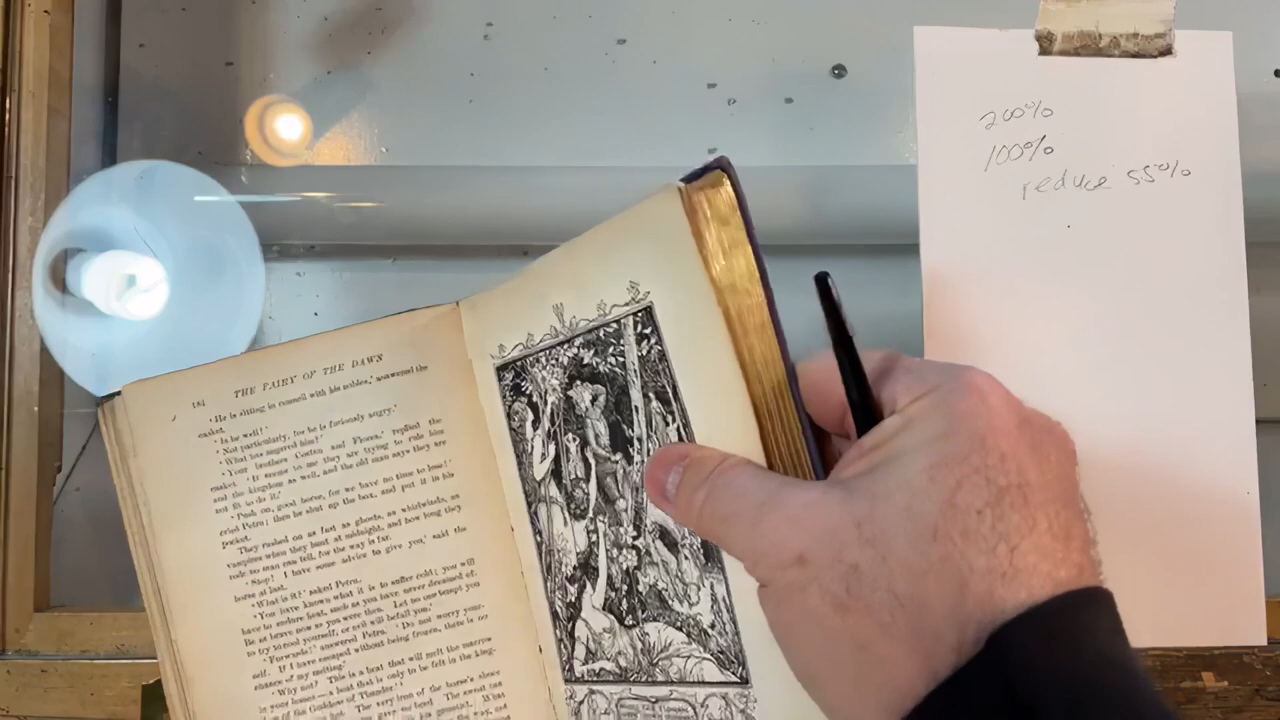 THE FAIRY OF THE DAWN
184
'He is sitting in council with his nobles,' answered the
casket.
'Is he well?'
'Not particularly, for he is furiously angry.'
'What has angered him?'
'Your brothers Costan and Florea,' replied the
casket. 'It seems to me they are trying to rule him
and the kingdom as well, and the old man says they are
not fit to do it.'
'Push on, good horse, for we have no time to lose!'
cried Petru; then he shut up the box, and put it in his
pocket.
They rushed on as fast as ghosts, as whirlwinds, as
vampires when they hunt at midnight, and how long they
rode no man can tell, for the way is far.
'Stop! I have some advice to give you,' said the
horse at last.
'What is it?' asked Petru.
'You have known what it is to suffer cold; you will
have to endure heat, such as you have never dreamed of.
Be as brave now as you were then. Let no one tempt you
to try to cool yourself, or evil will befall you.'
'Forwards!' answered Petru. 'Do not worry your-
self. If I have escaped without being frozen, there is no
chance of my melting.'
'Why not? This is a heat that will melt the marrow
in your bones—a heat that is only to be felt in the king-
dom of the Goddess of Thunder.'
The very iron of the horse's shoes
200%
100%
reduce 55%